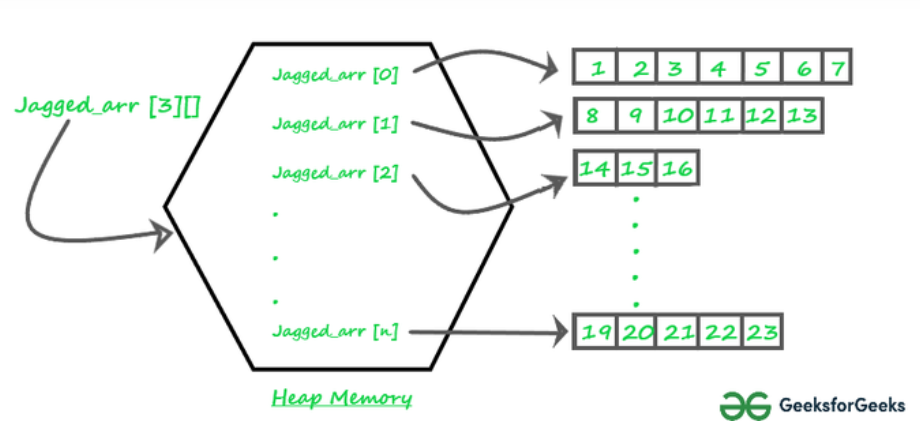 Jagged_arr [3][]
Jagged_arr [0]
1 2 3 4 5 6 7
Jagged_arr [1]
8 9 10 11 12 13
Jagged_arr [2]
14 15 16
Jagged_arr [n]
19 20 21 22 23
Heap Memory
GeeksforGeeks